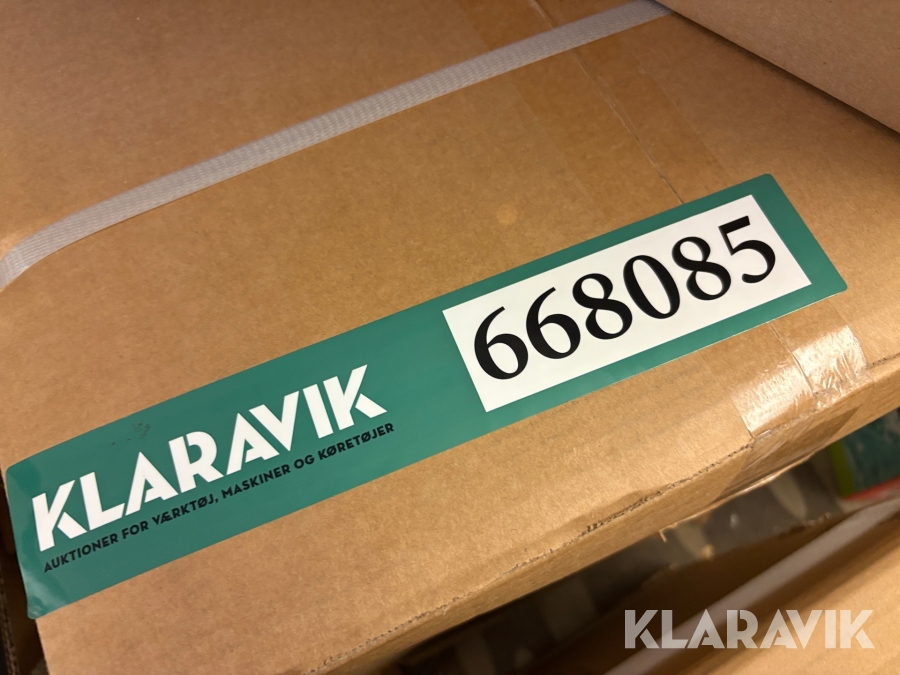 668085
KLARAVIK
AUKTIONER FOR VÆRKTØJ, MASKINER OG KØRETØJER
KLARAVIK